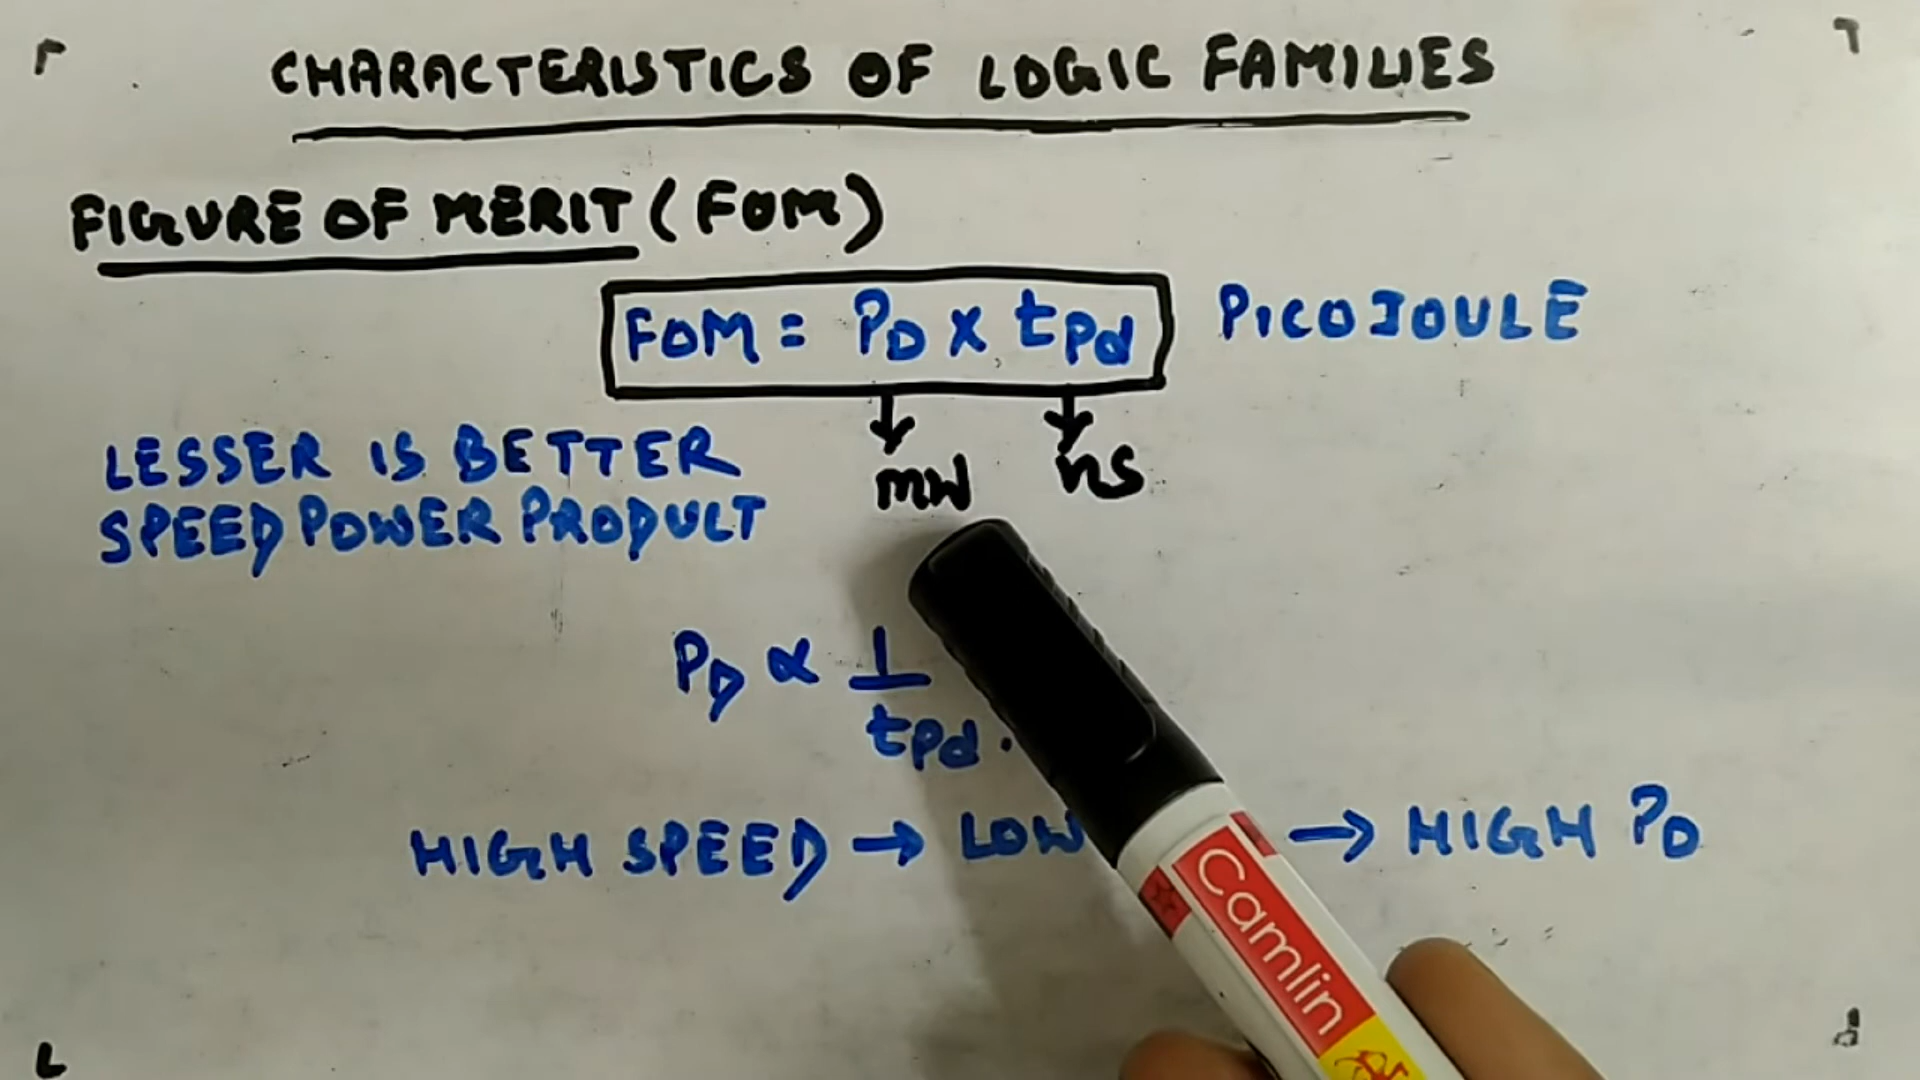 CHARACTERISTICS OF LOGIC FAMILIES
FIGURE OF MERIT (FOM)
FOM = PD x tpd PICOJOULE
mW ns
LESSER IS BETTER
SPEED POWER PRODUCT
PD ∝ 1
tpd.
HIGH SPEED → LOW → HIGH PD
Camlin